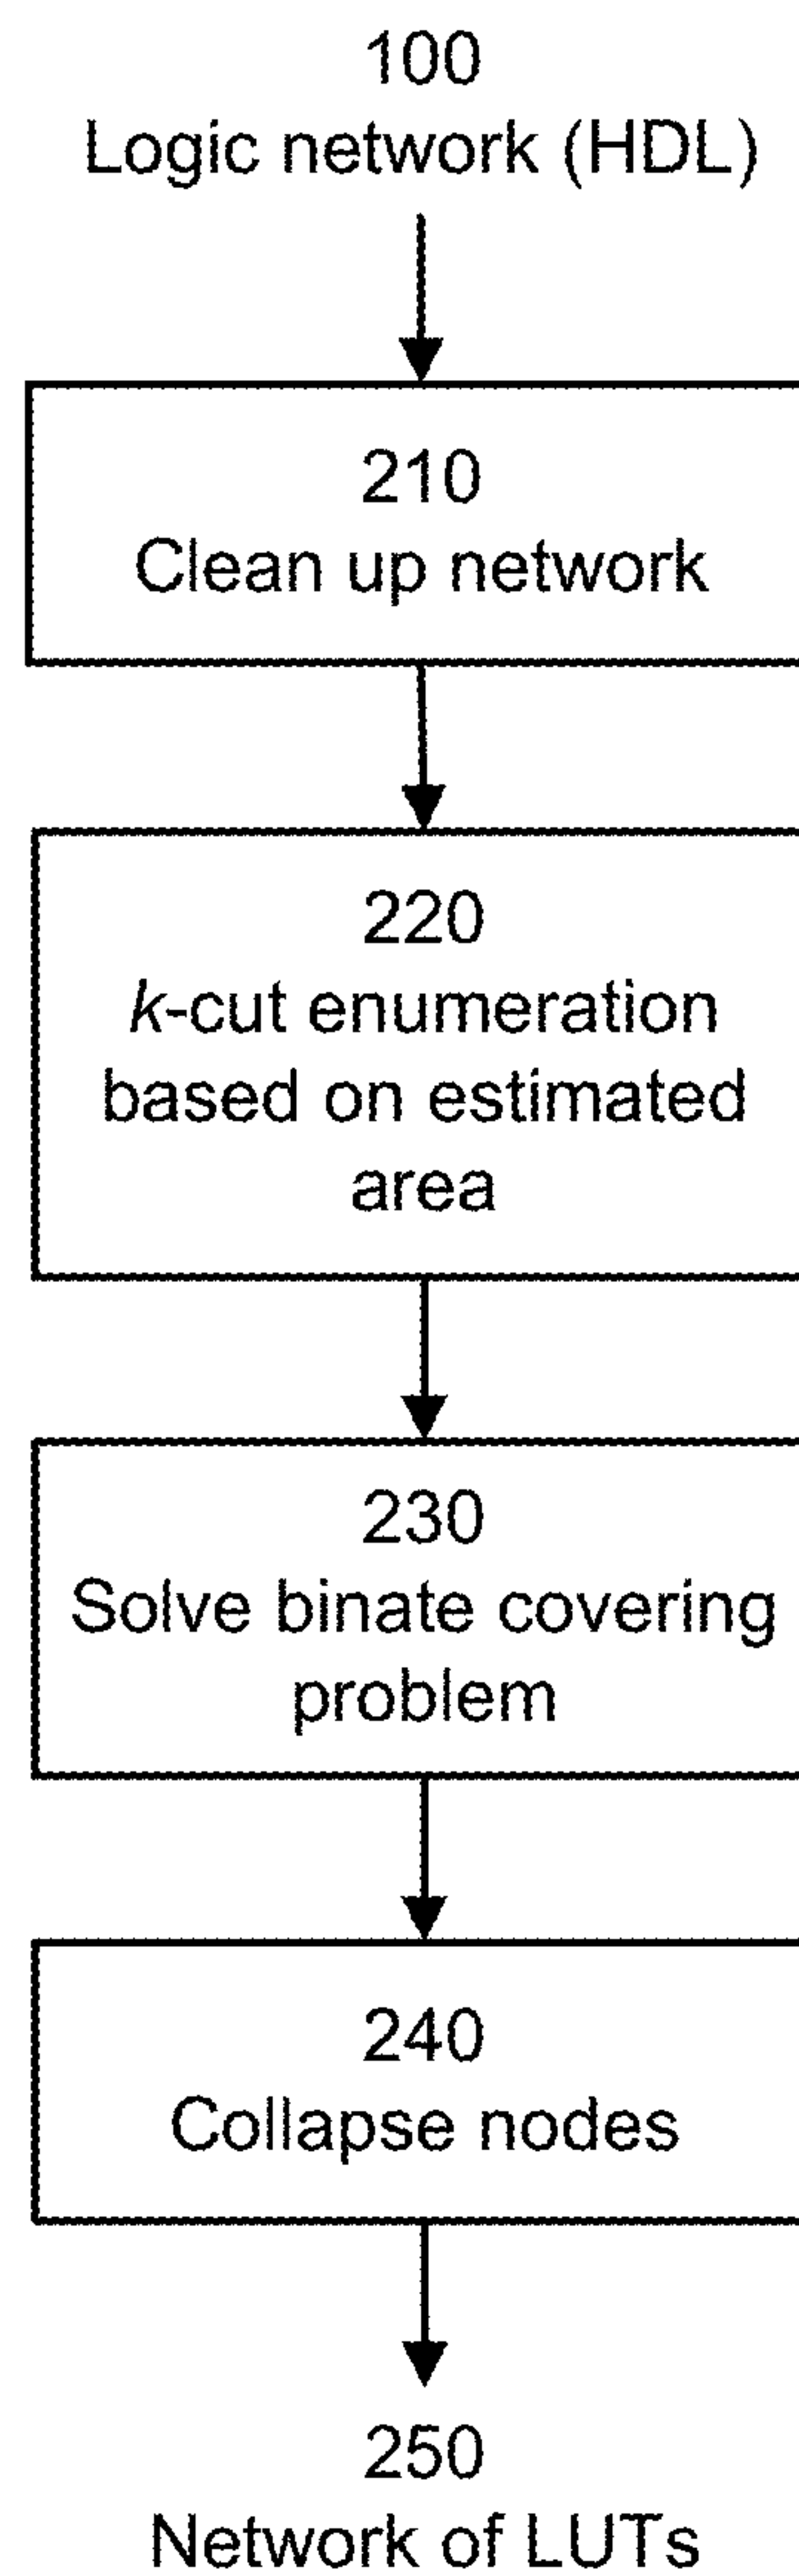 100
Logic network (HDL)
210
Clean up network
220
k-cut enumeration
based on estimated
area
230
Solve binate covering
problem
240
Collapse nodes
250
Network of LUTs